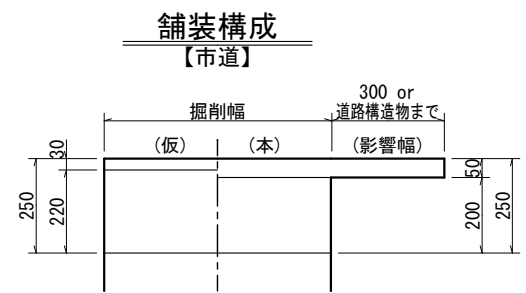 舗装構成
【市道】
300 or
道路構造物まで
掘削幅
(仮)
(本)
(影響幅)
30
50
250
220
200
250